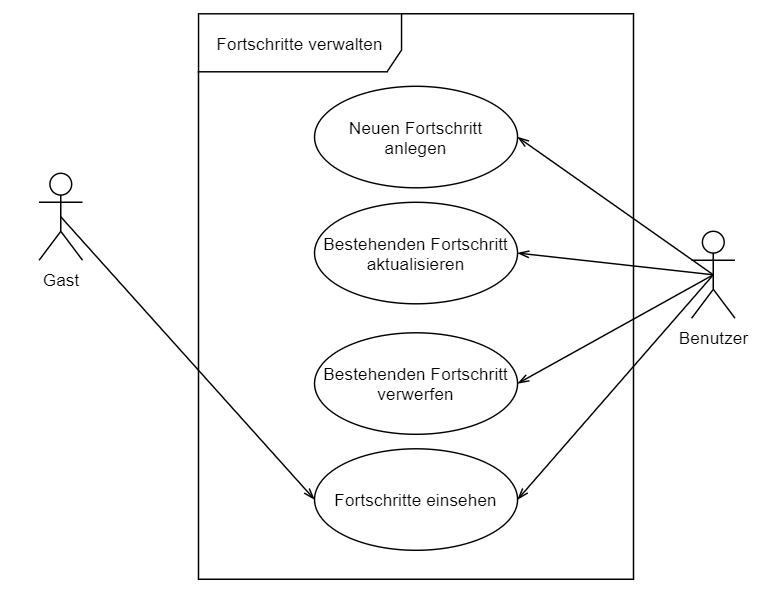 Fortschritte verwalten
Neuen Fortschritt
anlegen
Bestehenden Fortschritt
aktualisieren
Gast
Benutzer
Bestehenden Fortschritt
verwerfen
Fortschritte einsehen